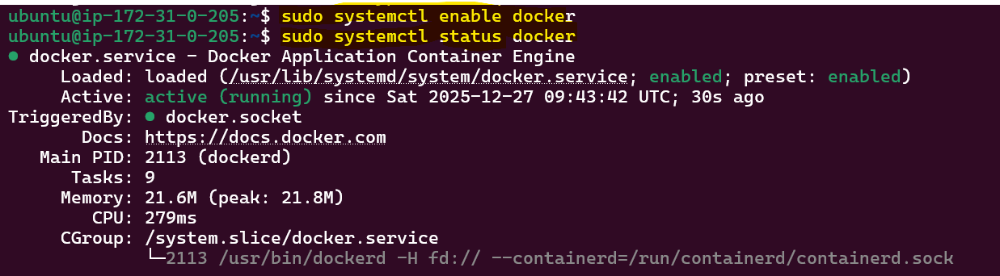 ubuntu@ip-172-31-0-205:~$ sudo systemctl enable docker
ubuntu@ip-172-31-0-205:~$ sudo systemctl status docker
● docker.service - Docker Application Container Engine
     Loaded: loaded (/usr/lib/systemd/system/docker.service; enabled; preset: enabled)
     Active: active (running) since Sat 2025-12-27 09:43:42 UTC; 30s ago
TriggeredBy: ● docker.socket
       Docs: https://docs.docker.com
   Main PID: 2113 (dockerd)
      Tasks: 9
     Memory: 21.6M (peak: 21.8M)
        CPU: 279ms
     CGroup: /system.slice/docker.service
             └─2113 /usr/bin/dockerd -H fd:// --containerd=/run/containerd/containerd.sock